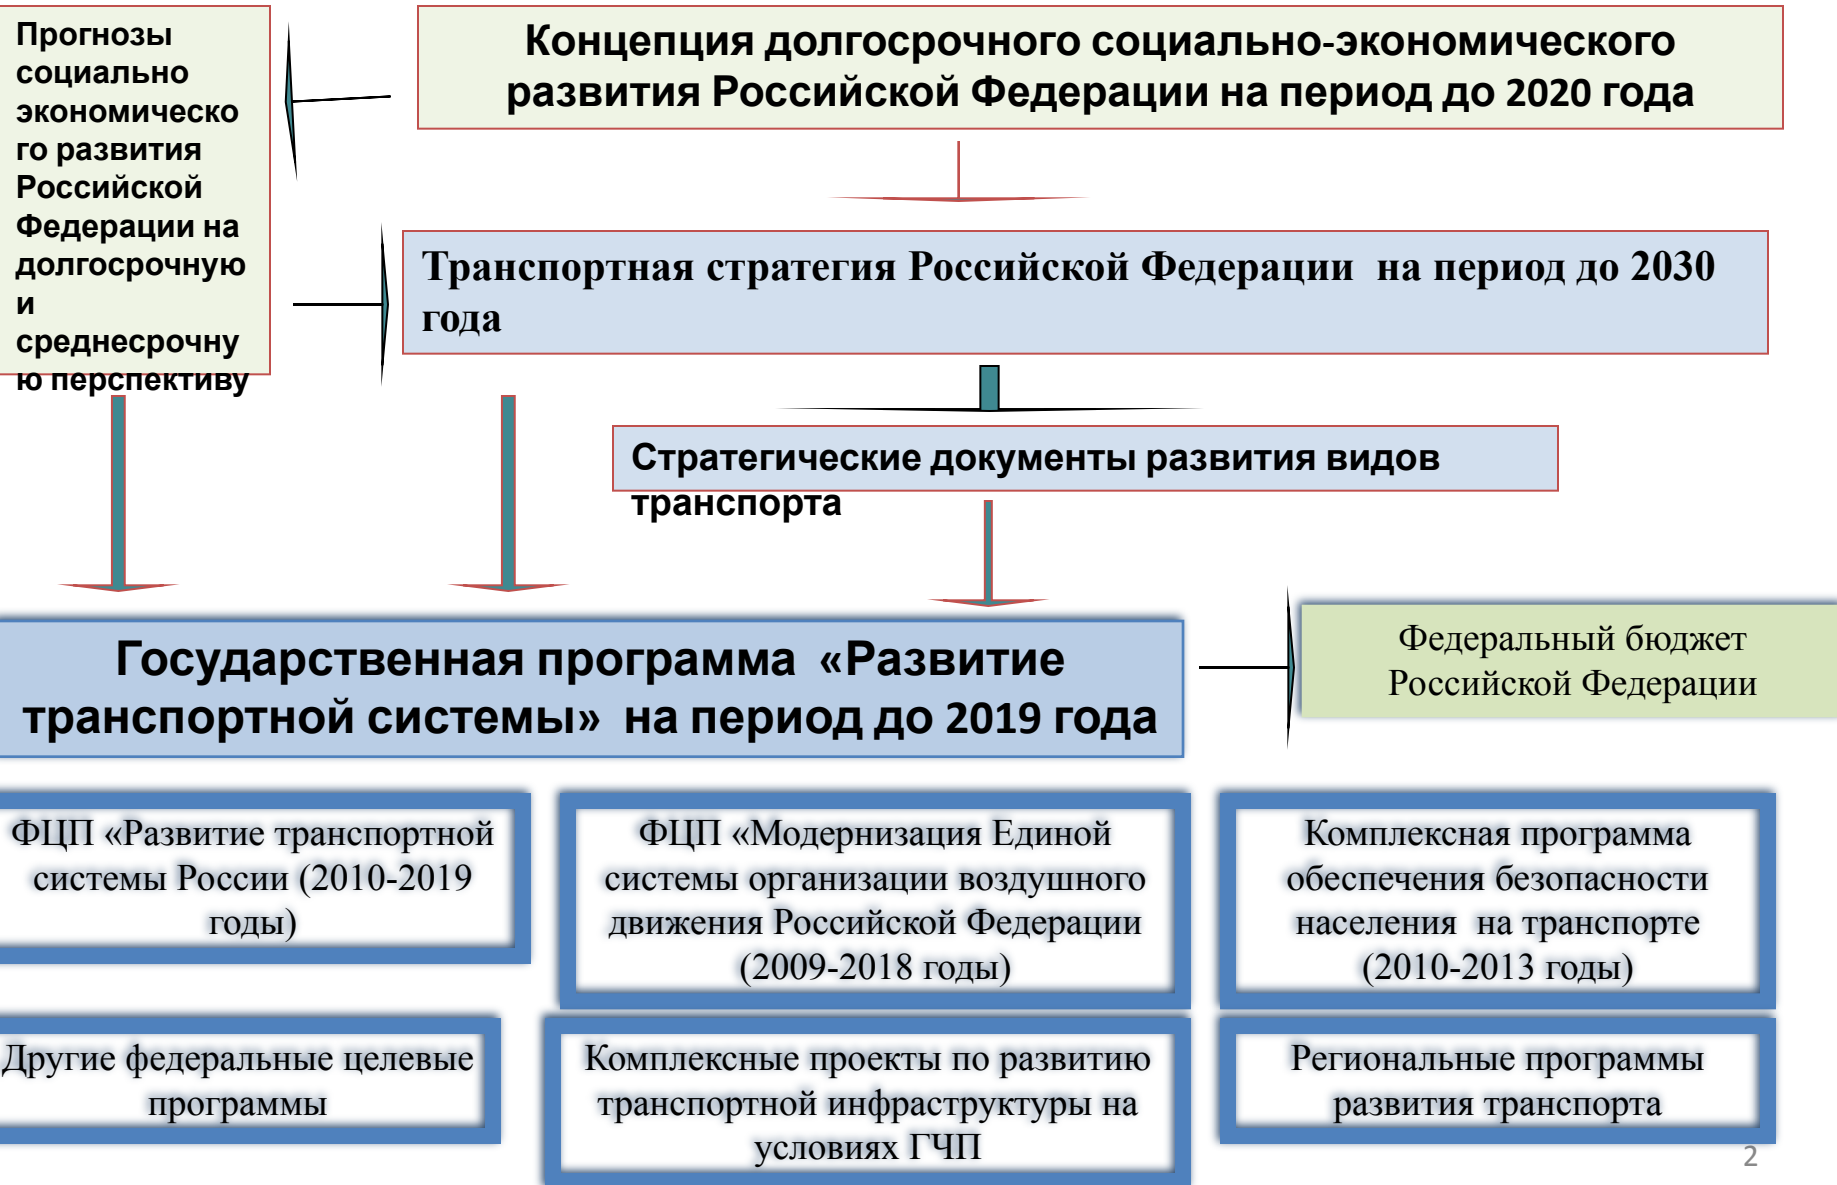 Прогнозы
социально
экономическо
го развития
Российской
Федерации на
долгосрочную
и
среднесрочну
ю перспективу
Концепция долгосрочного социально-экономического
развития Российской Федерации на период до 2020 года
Транспортная стратегия Российской Федерации на период до 2030
года
Стратегические документы развития видов
транспорта
Государственная программа «Развитие
транспортной системы» на период до 2019 года
Федеральный бюджет
Российской Федерации
ФЦП «Развитие транспортной
системы России (2010-2019
годы)
ФЦП «Модернизация Единой
системы организации воздушного
движения Российской Федерации
(2009-2018 годы)
Комплексная программа
обеспечения безопасности
населения на транспорте
(2010-2013 годы)
Другие федеральные целевые
программы
Комплексные проекты по развитию
транспортной инфраструктуры на
условиях ГЧП
Региональные программы
развития транспорта
2